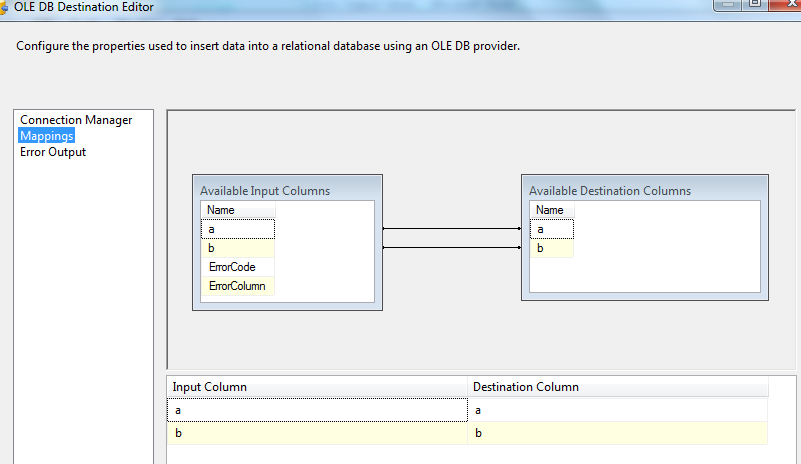 OLE DB Destination Editor
Configure the properties used to insert data into a relational database using an OLE DB provider.
Connection Manager
Mappings
Error Output
Available Input Columns
Name
a
b
ErrorCode
ErrorColumn
Available Destination Columns
Name
a
b
Input Column Destination Column
a a
b b